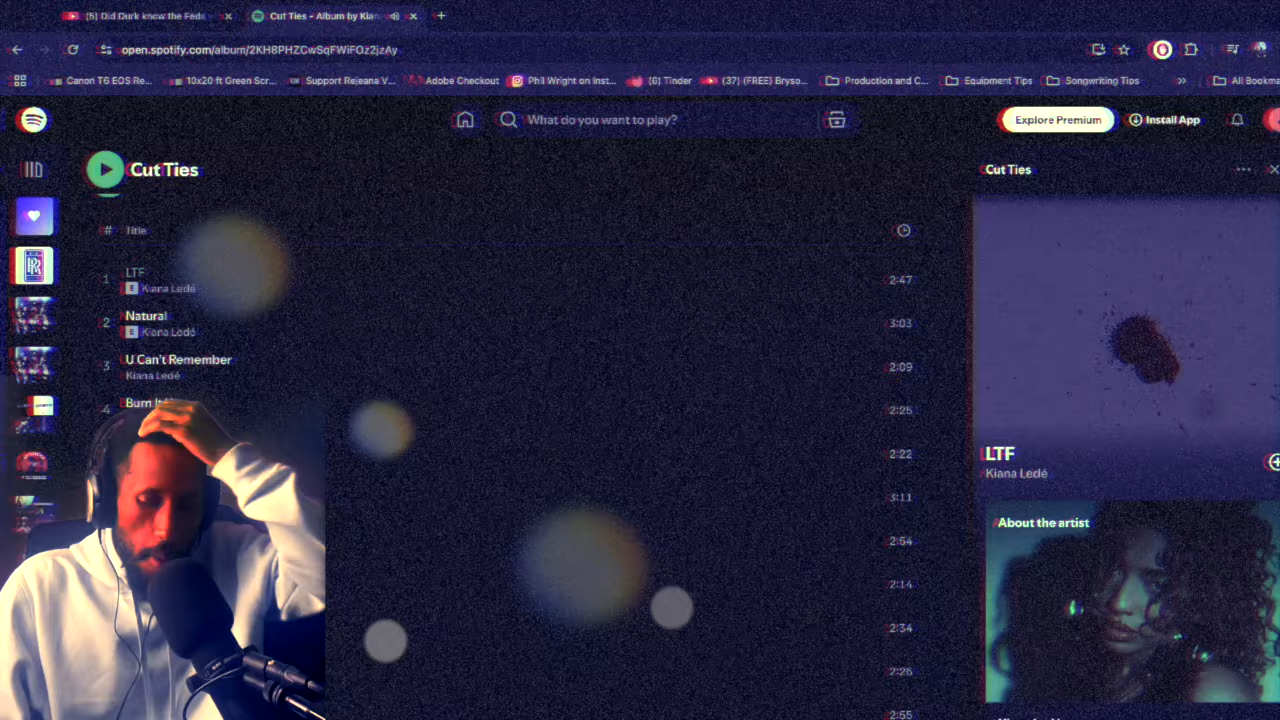 (5) Did Durk know the Feds
Cut Ties - Album by Kian
open.spotify.com/album/2KH8PHZCwSqFWiFOz2jzAy
Canon T6 EOS Re... 10x20 ft Green Scr... Support Rejeana V... Adobe Checkout Phil Wright on Inst... (6) Tinder (37) (FREE) Bryso... Production and C... Equipment Tips Songwriting Tips » All Bookma
What do you want to play?
Explore Premium
Install App
Cut Ties
# Title
1 LTF 2:47
E Kiana Ledé
2 Natural 3:03
E Kiana Ledé
3 U Can't Remember 2:09
Kiana Ledé
4 Burn 2:25
2:22
3:11
2:54
2:14
2:34
2:26
2:55
Cut Ties
LTF
Kiana Ledé
About the artist